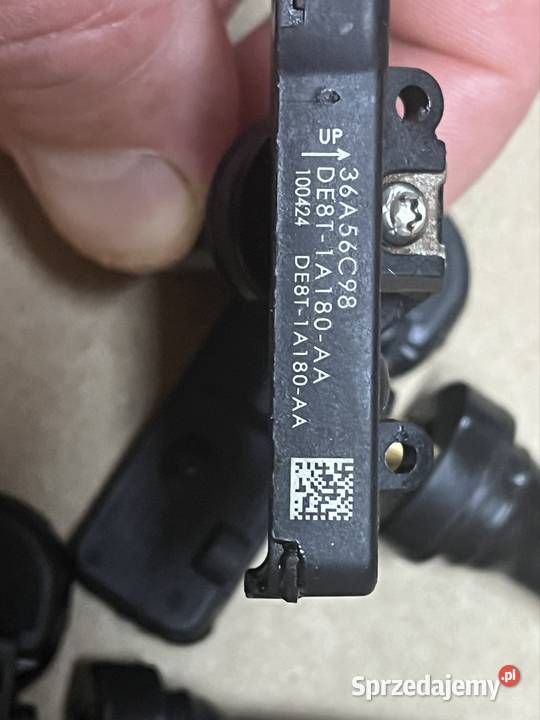 UP
36A56C98
DE8T-1A180-AA
100424 DE8T-1A180-AA
Sprzedajemy.pl